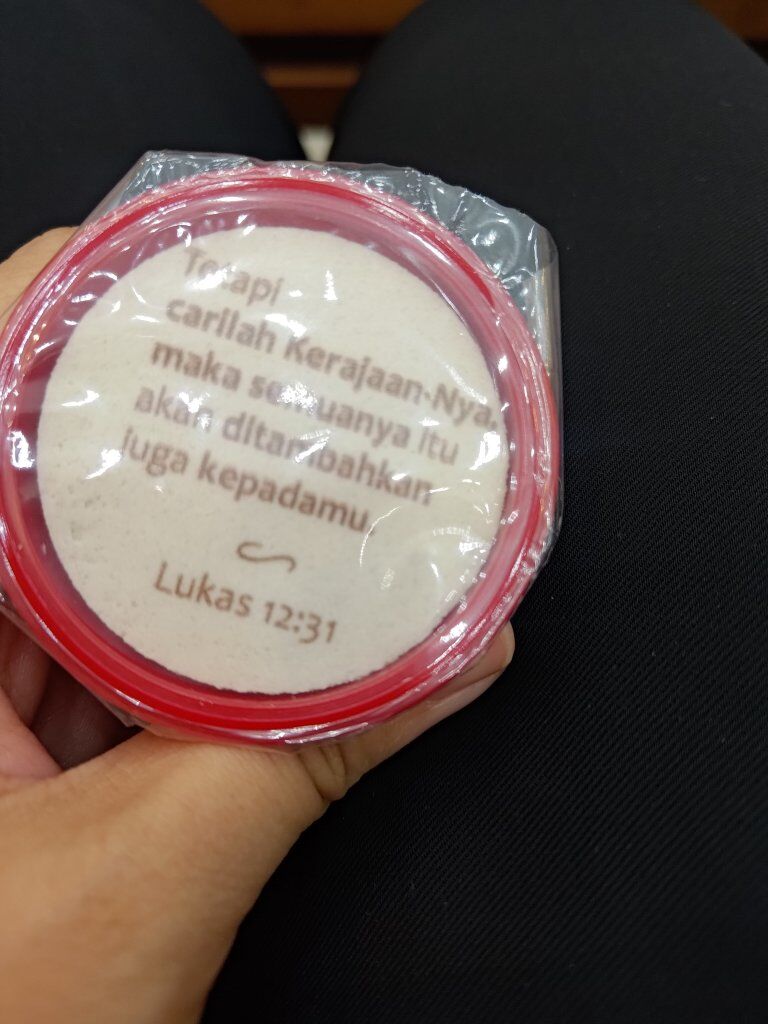 Tetapi
carilah Kerajaan-Nya,
maka semuanya itu
akan ditambahkan
juga kepadamu.
Lukas 12:31